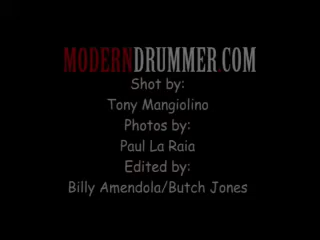 MODERNDRUMMER.COM
Shot by:
Tony Mangiolino
Photos by:
Paul La Raia
Edited by:
Billy Amendola/Butch Jones